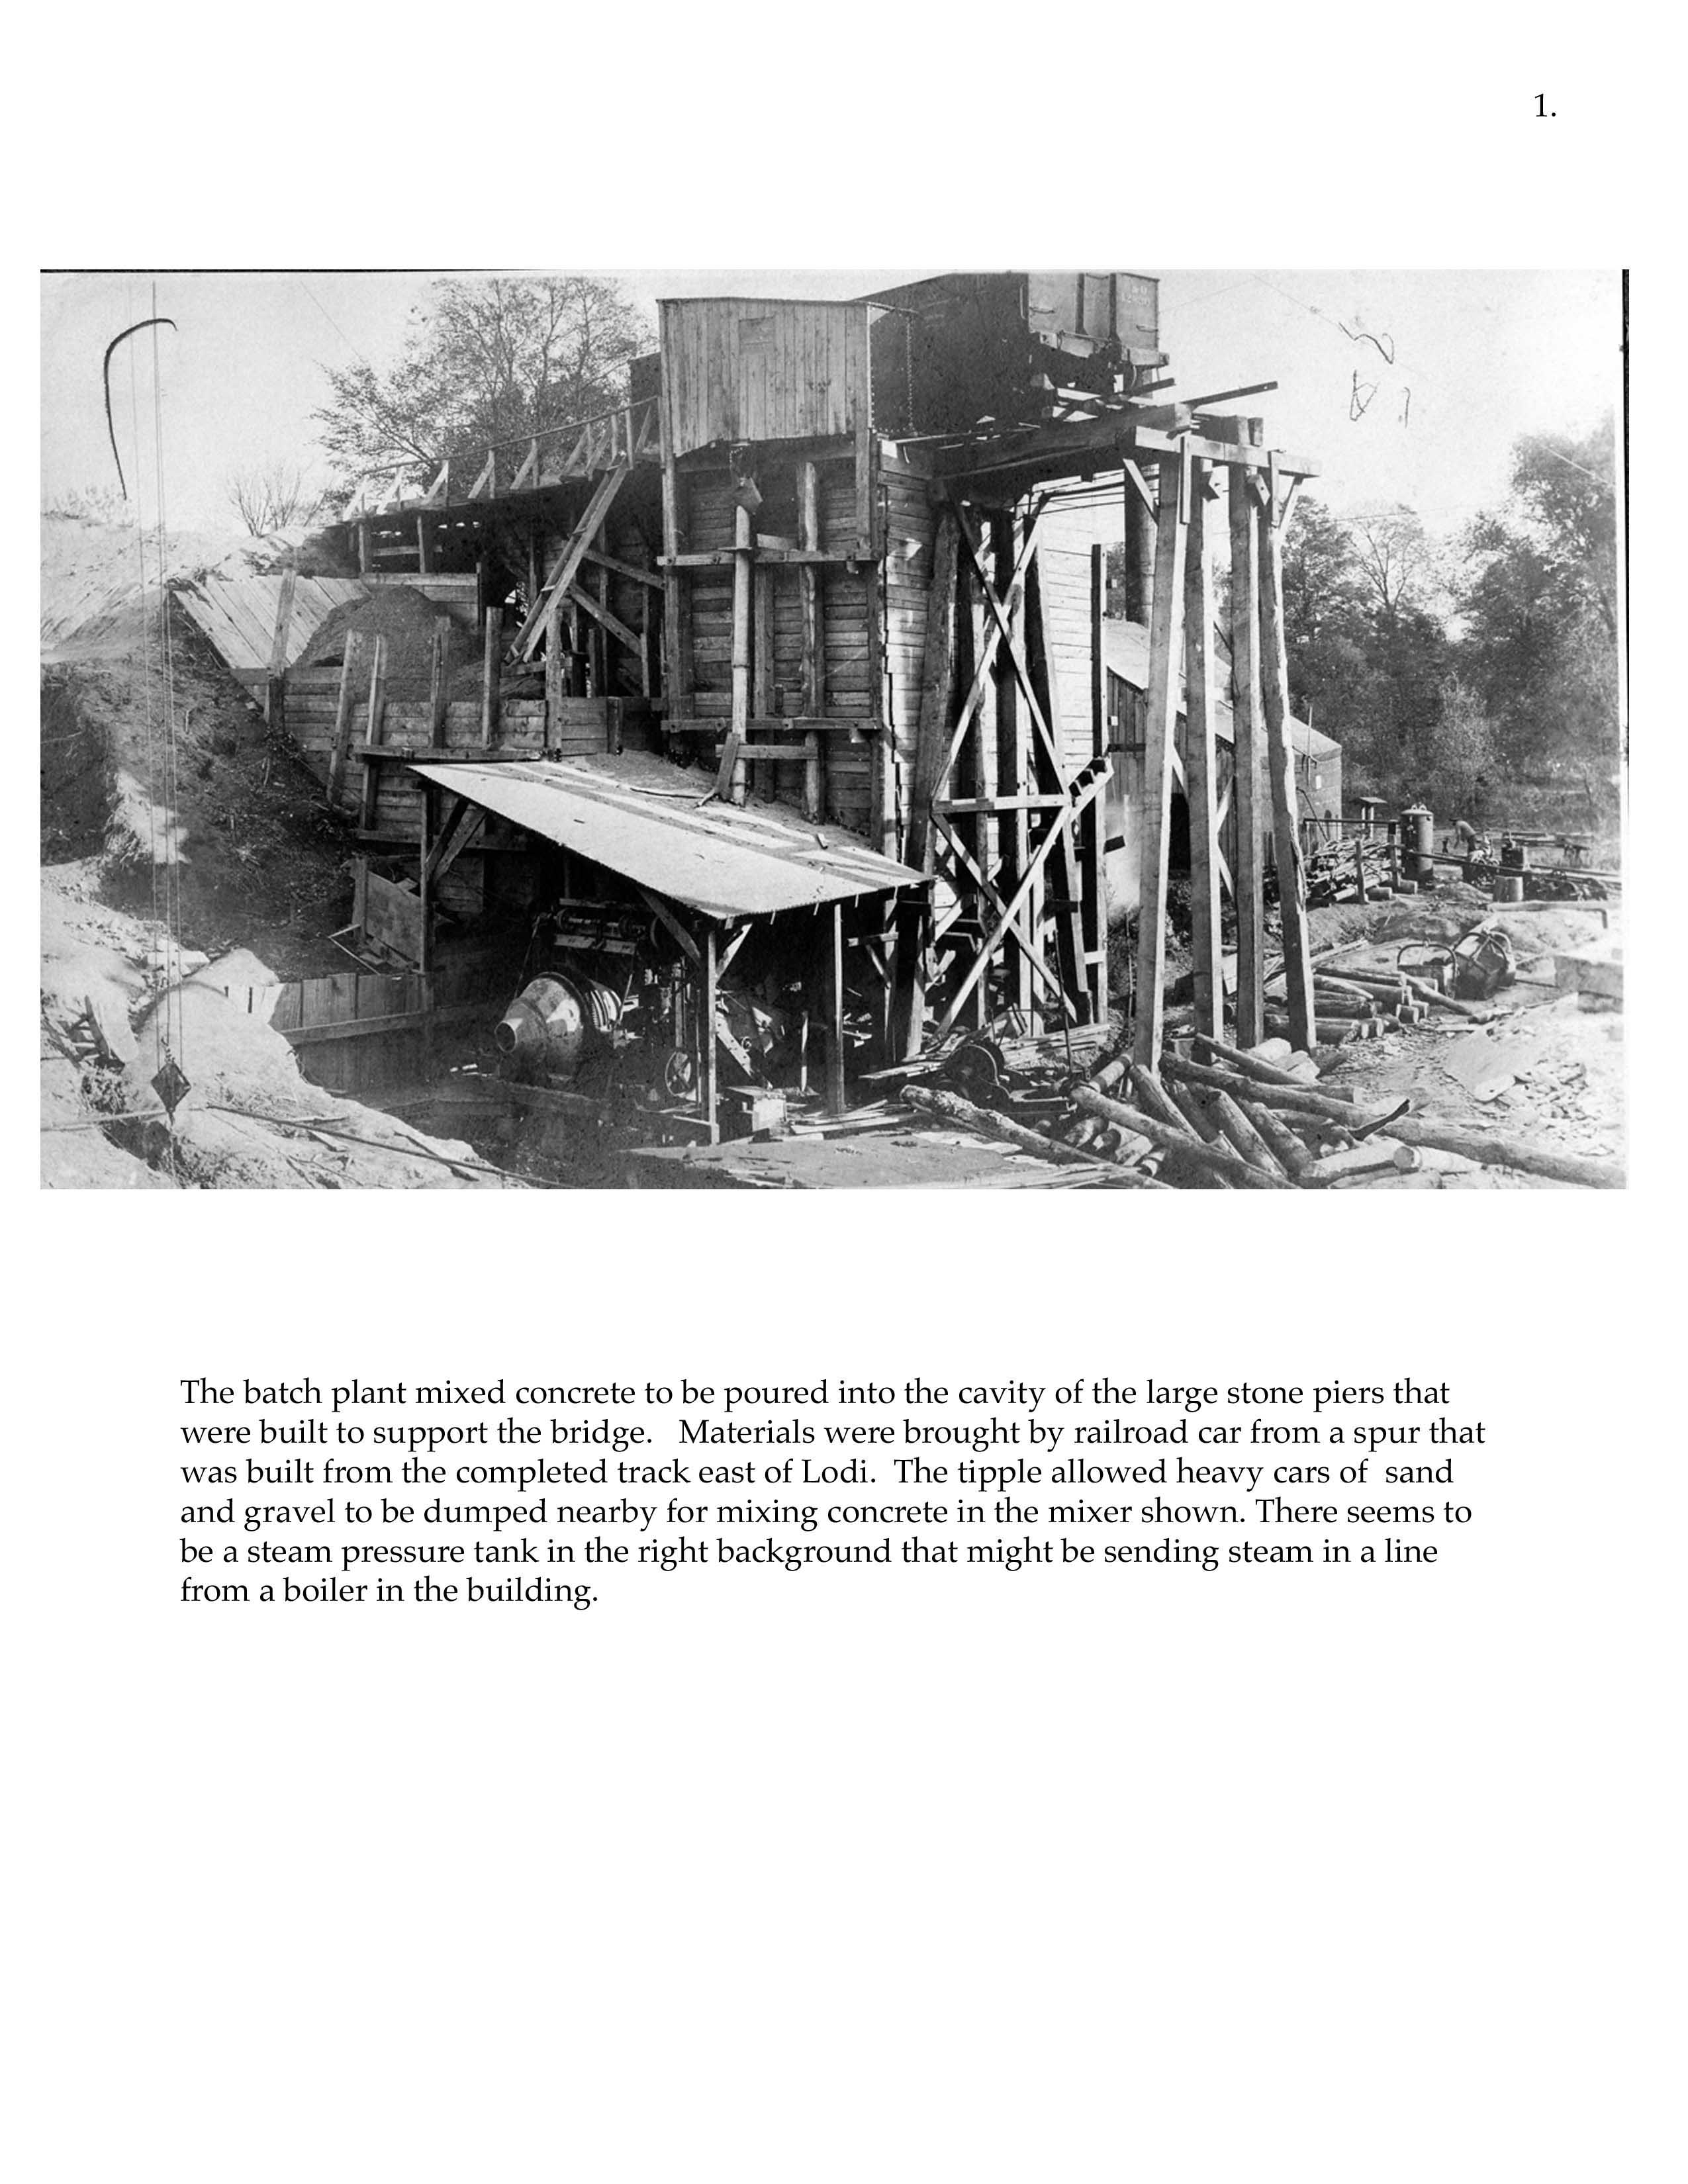 1.
The batch plant mixed concrete to be poured into the cavity of the large stone piers that
were built to support the bridge.   Materials were brought by railroad car from a spur that
was built from the completed track east of Lodi.  The tipple allowed heavy cars of  sand
and gravel to be dumped nearby for mixing concrete in the mixer shown. There seems to
be a steam pressure tank in the right background that might be sending steam in a line
from a boiler in the building.